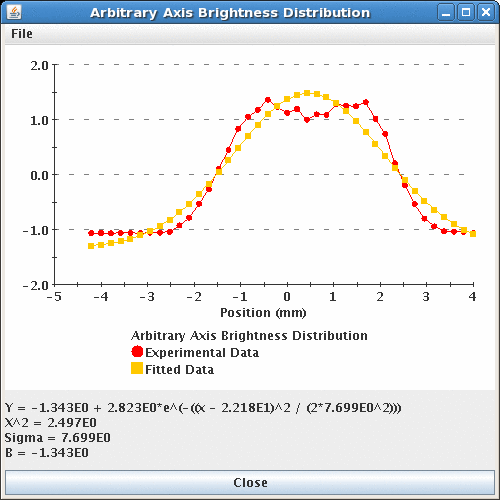 Arbitrary Axis Brightness Distribution
File
2.0
1.0
0.0
-1.0
-2.0
-5 -4 -3 -2 -1 0 1 2 3 4
Position (mm)
Arbitrary Axis Brightness Distribution
Experimental Data
Fitted Data
Y = -1.343E0 + 2.823E0*e^(-((x - 2.218E1)^2 / (2*7.699E0^2)))
X^2 = 2.497E0
Sigma = 7.699E0
B = -1.343E0
Close